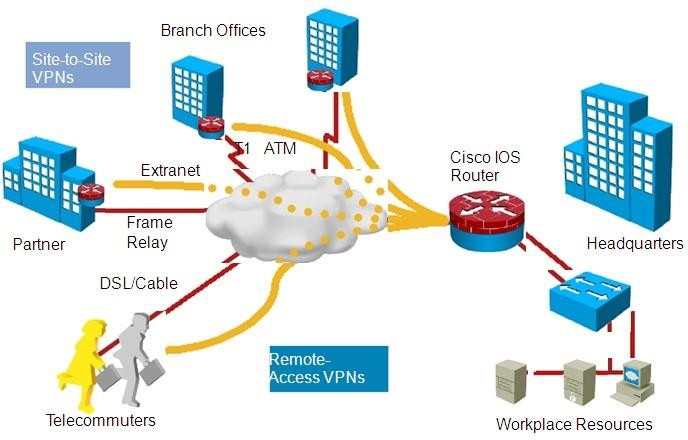 Branch Offices
Site-to-Site
VPNs
T1 ATM
Extranet
Cisco IOS
Router
Partner
Frame
Relay
Headquarters
DSL/Cable
Remote-
Access VPNs
Telecommuters
Workplace Resources